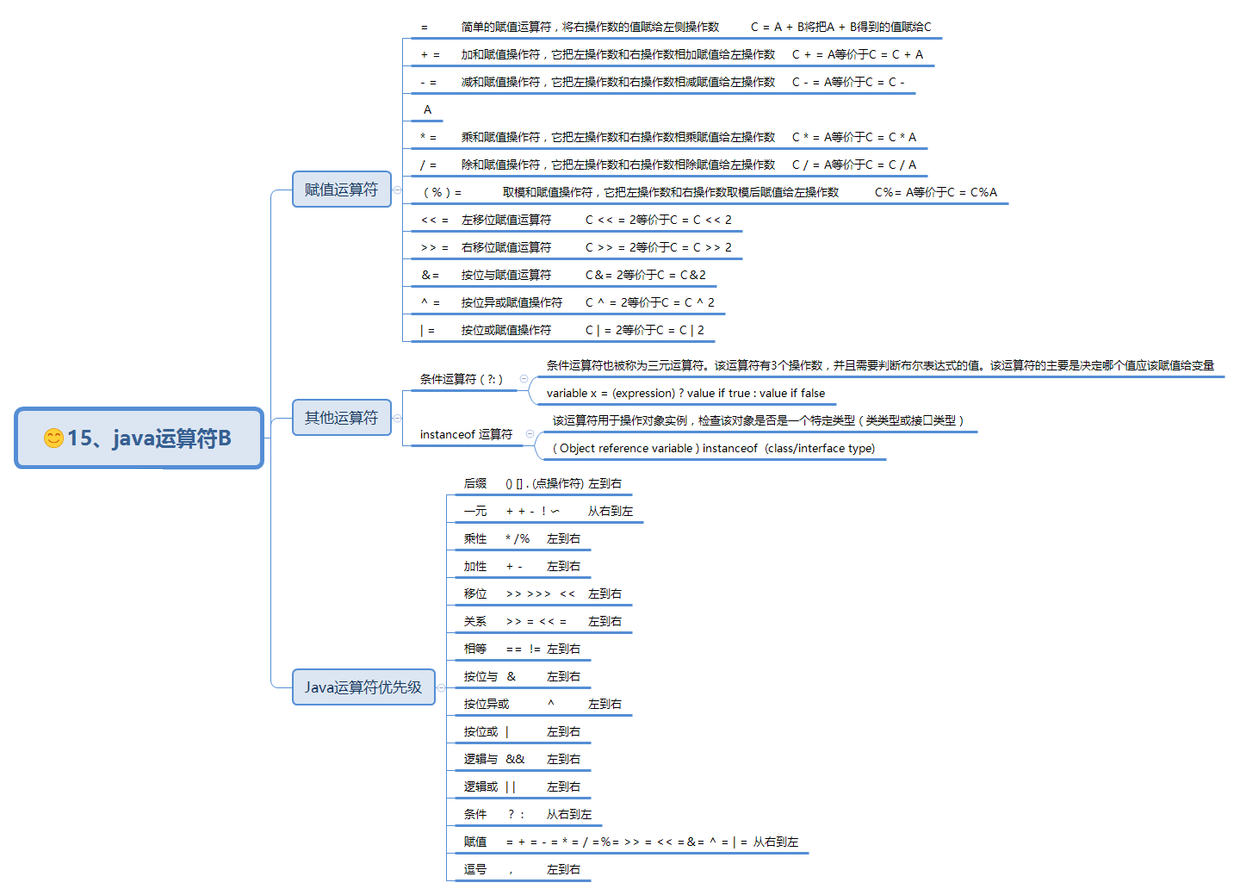 😊15、java运算符B
赋值运算符
= 简单的赋值运算符，将右操作数的值赋给左侧操作数 C = A + B将把A + B得到的值赋给C
+ = 加和赋值操作符，它把左操作数和右操作数相加赋值给左操作数 C + = A等价于C = C + A
- = 减和赋值操作符，它把左操作数和右操作数相减赋值给左操作数 C - = A等价于C = C -
A
* = 乘和赋值操作符，它把左操作数和右操作数相乘赋值给左操作数 C * = A等价于C = C * A
/ = 除和赋值操作符，它把左操作数和右操作数相除赋值给左操作数 C / = A等价于C = C / A
（％）= 取模和赋值操作符，它把左操作数和右操作数取模后赋值给左操作数 C％= A等价于C = C％A
<< = 左移位赋值运算符 C << = 2等价于C = C << 2
>> = 右移位赋值运算符 C >> = 2等价于C = C >> 2
＆= 按位与赋值运算符 C＆= 2等价于C = C＆2
^ = 按位异或赋值操作符 C ^ = 2等价于C = C ^ 2
| = 按位或赋值操作符 C | = 2等价于C = C | 2
其他运算符
条件运算符（?:）
条件运算符也被称为三元运算符。该运算符有3个操作数，并且需要判断布尔表达式的值。该运算符的主要是决定哪个值应该赋值给变量
variable x = (expression) ? value if true : value if false
instanceof 运算符
该运算符用于操作对象实例，检查该对象是否是一个特定类型（类类型或接口类型）
( Object reference variable ) instanceof (class/interface type)
Java运算符优先级
后缀 () [] . (点操作符) 左到右
一元 + + - ！〜 从右到左
乘性 * /％ 左到右
加性 + - 左到右
移位 >> >>> << 左到右
关系 >> = << = 左到右
相等 == != 左到右
按位与 ＆ 左到右
按位异或 ^ 左到右
按位或 | 左到右
逻辑与 && 左到右
逻辑或 | | 左到右
条件 ？： 从右到左
赋值 = + = - = * = / =％= >> = << =＆= ^ = | = 从右到左
逗号 ， 左到右